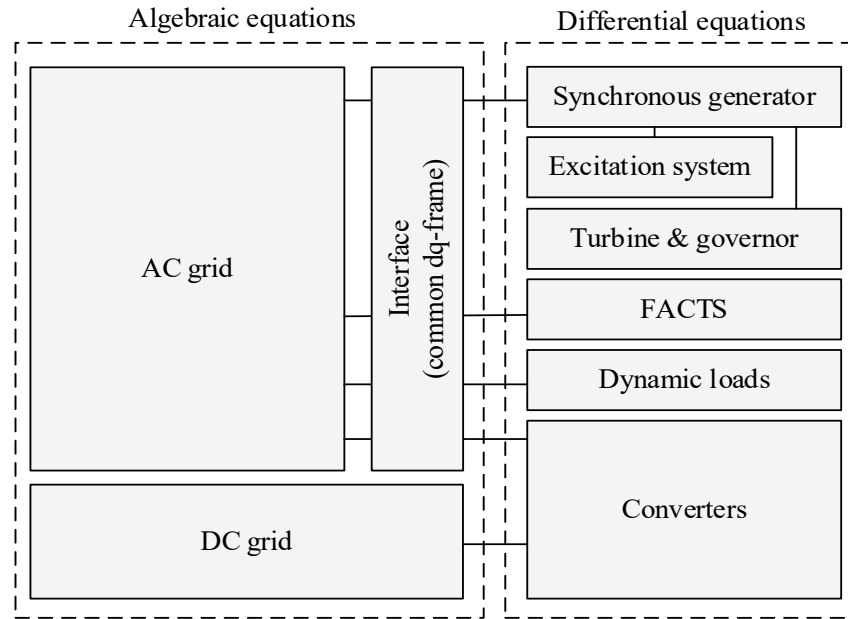 Algebraic equations
Differential equations
AC grid
Interface
(common dq-frame)
DC grid
Synchronous generator
Excitation system
Turbine & governor
FACTS
Dynamic loads
Converters